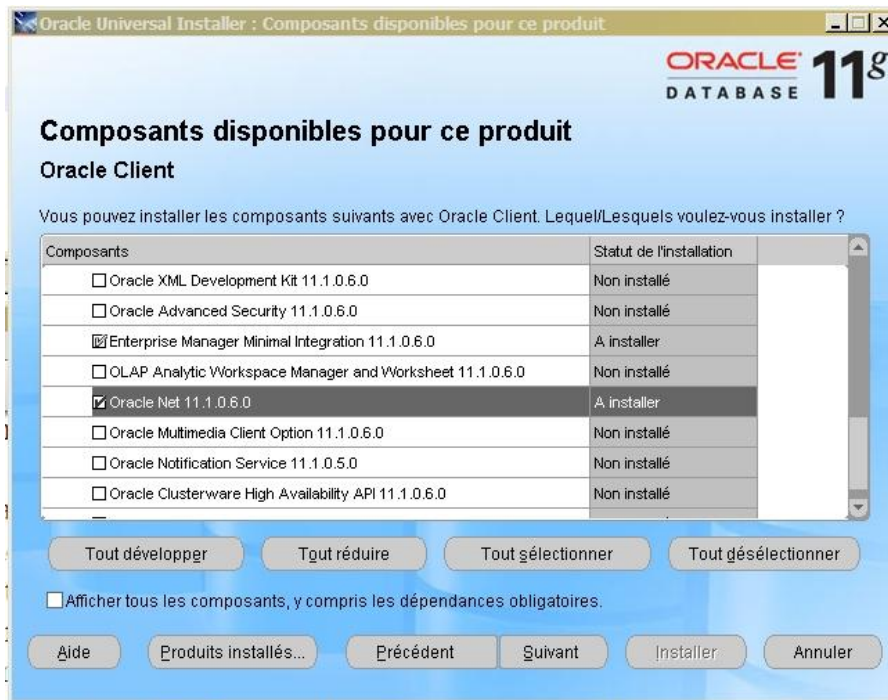 Oracle Universal Installer : Composants disponibles pour ce produit
ORACLE 11g
DATABASE
Composants disponibles pour ce produit
Oracle Client
Vous pouvez installer les composants suivants avec Oracle Client. Lequel/Lesquels voulez-vous installer ?
Composants Statut de l'installation
Oracle XML Development Kit 11.1.0.6.0 Non installé
Oracle Advanced Security 11.1.0.6.0 Non installé
Enterprise Manager Minimal Integration 11.1.0.6.0 A installer
OLAP Analytic Workspace Manager and Worksheet 11.1.0.6.0 Non installé
Oracle Net 11.1.0.6.0 A installer
Oracle Multimedia Client Option 11.1.0.6.0 Non installé
Oracle Notification Service 11.1.0.5.0 Non installé
Oracle Clusterware High Availability API 11.1.0.6.0 Non installé
Tout développer Tout réduire Tout sélectionner Tout désélectionner
Afficher tous les composants, y compris les dépendances obligatoires.
Aide Produits installés... Précédent Suivant Installer Annuler